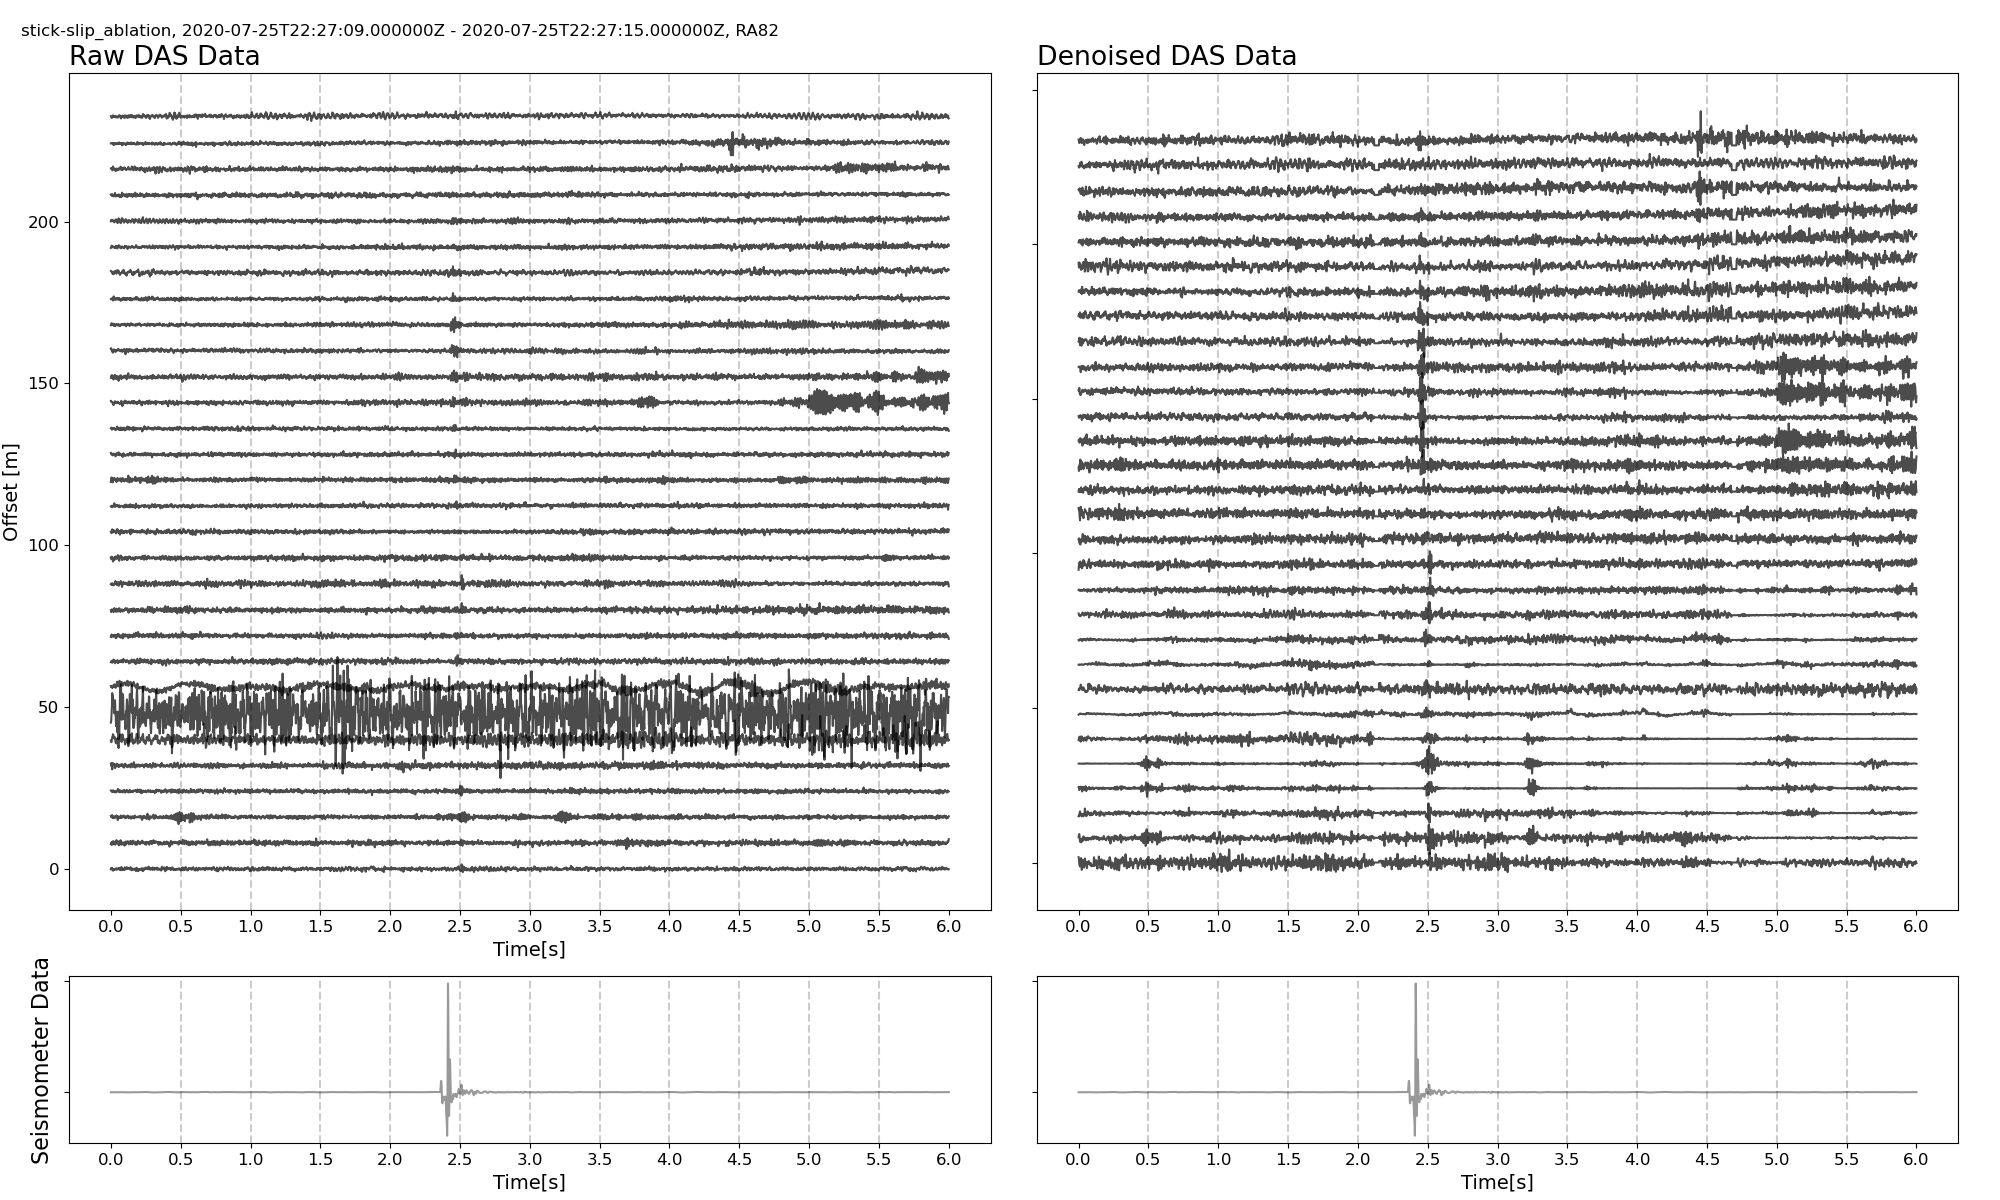 stick-slip_ablation, 2020-07-25T22:27:09.000000Z - 2020-07-25T22:27:15.000000Z, RA82
Raw DAS Data
Denoised DAS Data
Offset [m]
200
150
100
50
0
0.0 0.5 1.0 1.5 2.0 2.5 3.0 3.5 4.0 4.5 5.0 5.5 6.0
Time[s]
0.0 0.5 1.0 1.5 2.0 2.5 3.0 3.5 4.0 4.5 5.0 5.5 6.0
Seismometer Data
0.0 0.5 1.0 1.5 2.0 2.5 3.0 3.5 4.0 4.5 5.0 5.5 6.0
Time[s]
0.0 0.5 1.0 1.5 2.0 2.5 3.0 3.5 4.0 4.5 5.0 5.5 6.0
Time[s]